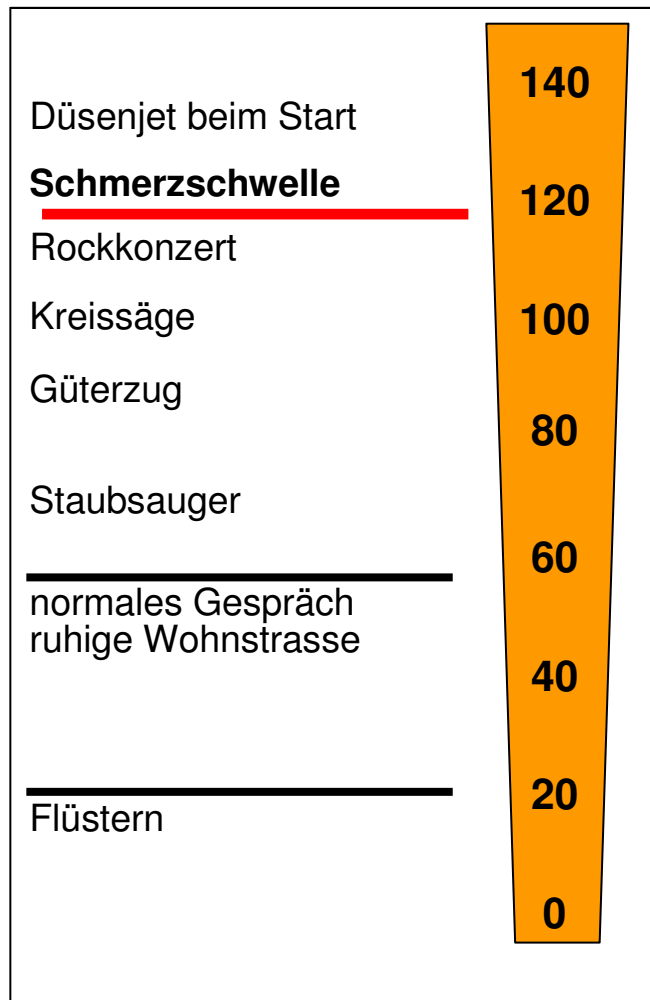 140
Düsenjet beim Start
Schmerzschwelle
120
Rockkonzert
Kreissäge
100
Güterzug
80
Staubsauger
60
normales Gespräch
ruhige Wohnstrasse
40
20
Flüstern
0